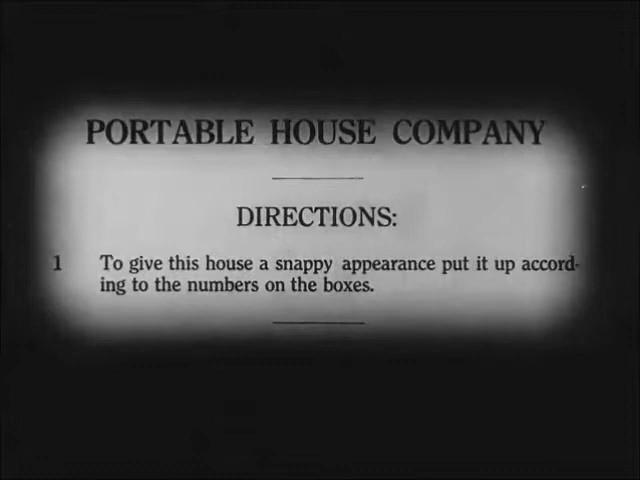 PORTABLE HOUSE COMPANY
DIRECTIONS:
1 To give this house a snappy appearance put it up accord-
ing to the numbers on the boxes.